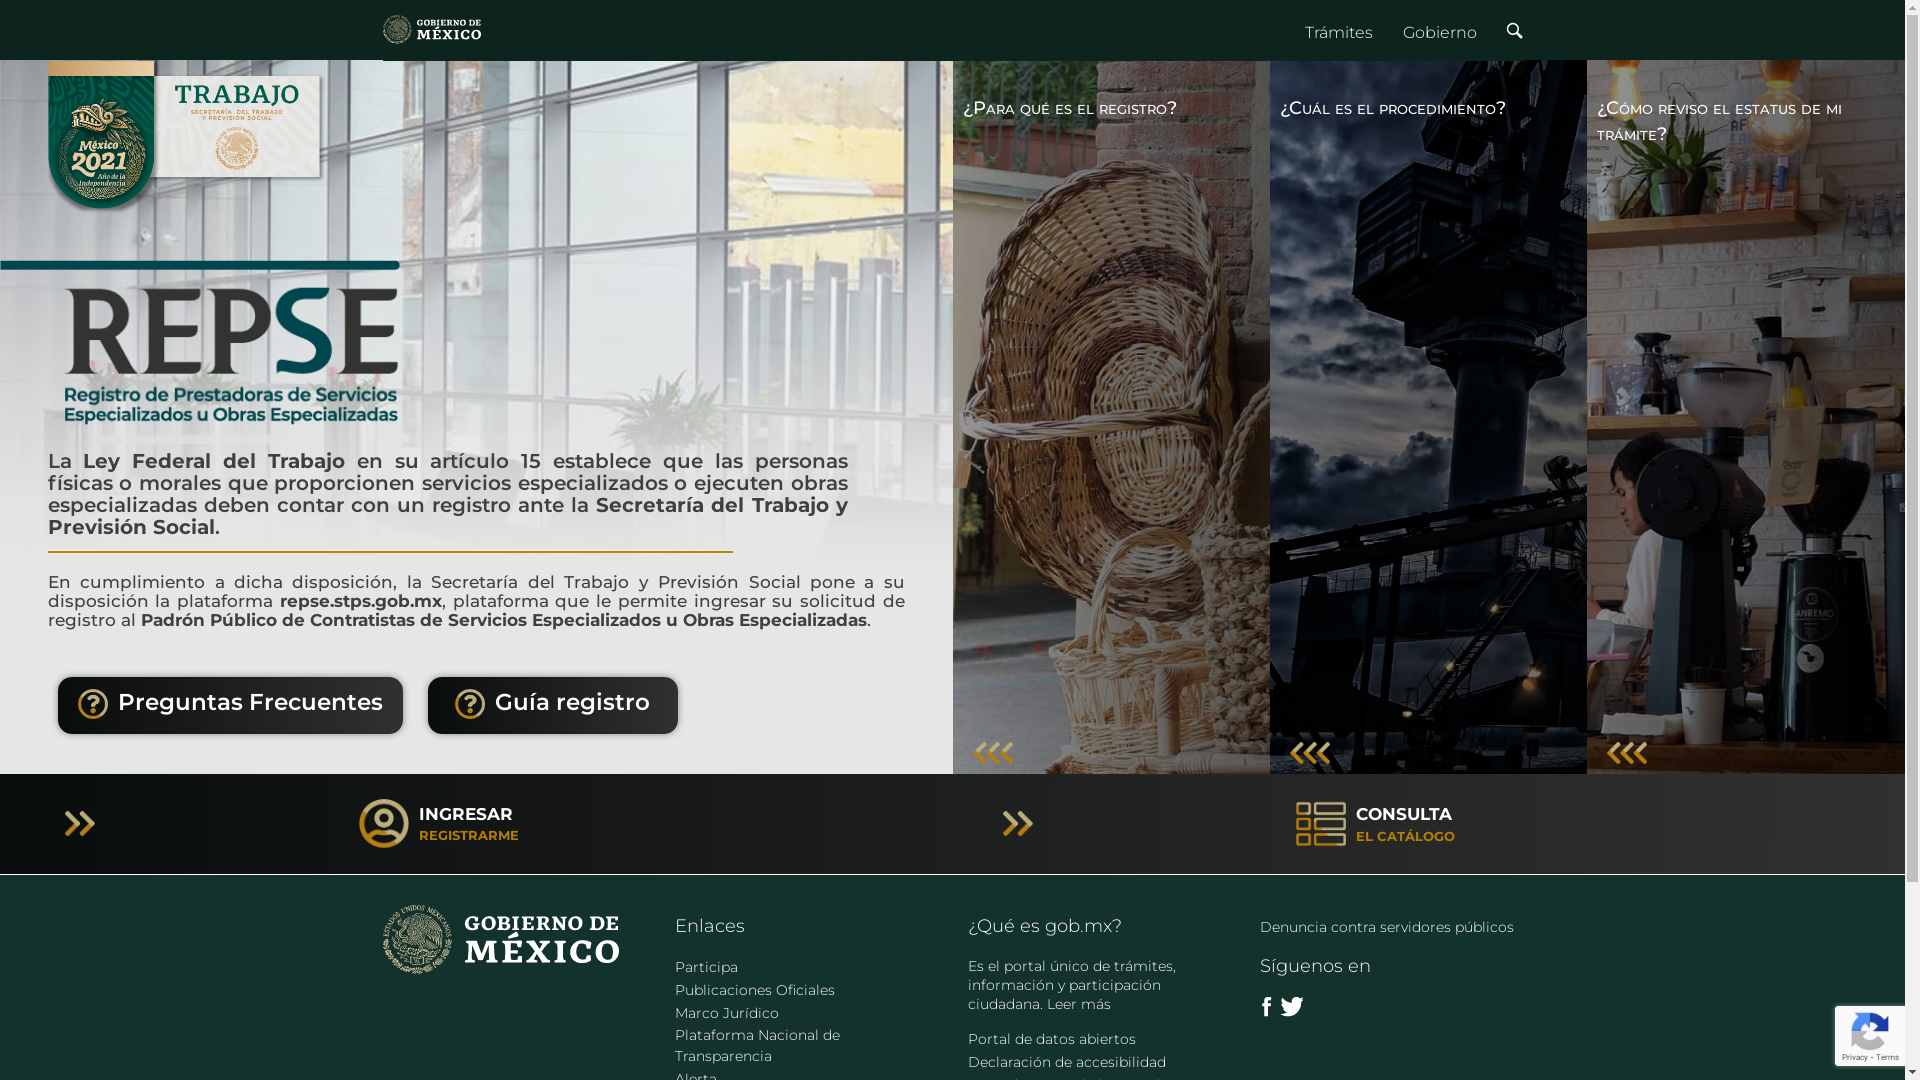 GOBIERNO DE
MÉXICO
Trámites
Gobierno
México
2021
Año de la
Independencia
TRABAJO
SECRETARÍA DEL TRABAJO
Y PREVISIÓN SOCIAL
REPSE
Registro de Prestadoras de Servicios
Especializados u Obras Especializadas
La Ley Federal del Trabajo en su artículo 15 establece que las personas
físicas o morales que proporcionen servicios especializados o ejecuten obras
especializadas deben contar con un registro ante la Secretaría del Trabajo y
Previsión Social.
En cumplimiento a dicha disposición, la Secretaría del Trabajo y Previsión Social pone a su
disposición la plataforma repse.stps.gob.mx, plataforma que le permite ingresar su solicitud de
registro al Padrón Público de Contratistas de Servicios Especializados u Obras Especializadas.
Preguntas Frecuentes
Guía registro
¿Para qué es el registro?
¿Cuál es el procedimiento?
¿Cómo reviso el estatus de mi
trámite?
ANREMO
INGRESAR
REGISTRARME
CONSULTA
EL CATÁLOGO
ESTADOS UNIDOS MEXICANOS
GOBIERNO DE
MÉXICO
Enlaces
Participa
Publicaciones Oficiales
Marco Jurídico
Plataforma Nacional de
Transparencia
Alerta
¿Qué es gob.mx?
Es el portal único de trámites,
información y participación
ciudadana. Leer más
Portal de datos abiertos
Declaración de accesibilidad
Denuncia contra servidores públicos
Síguenos en
Privacy - Terms